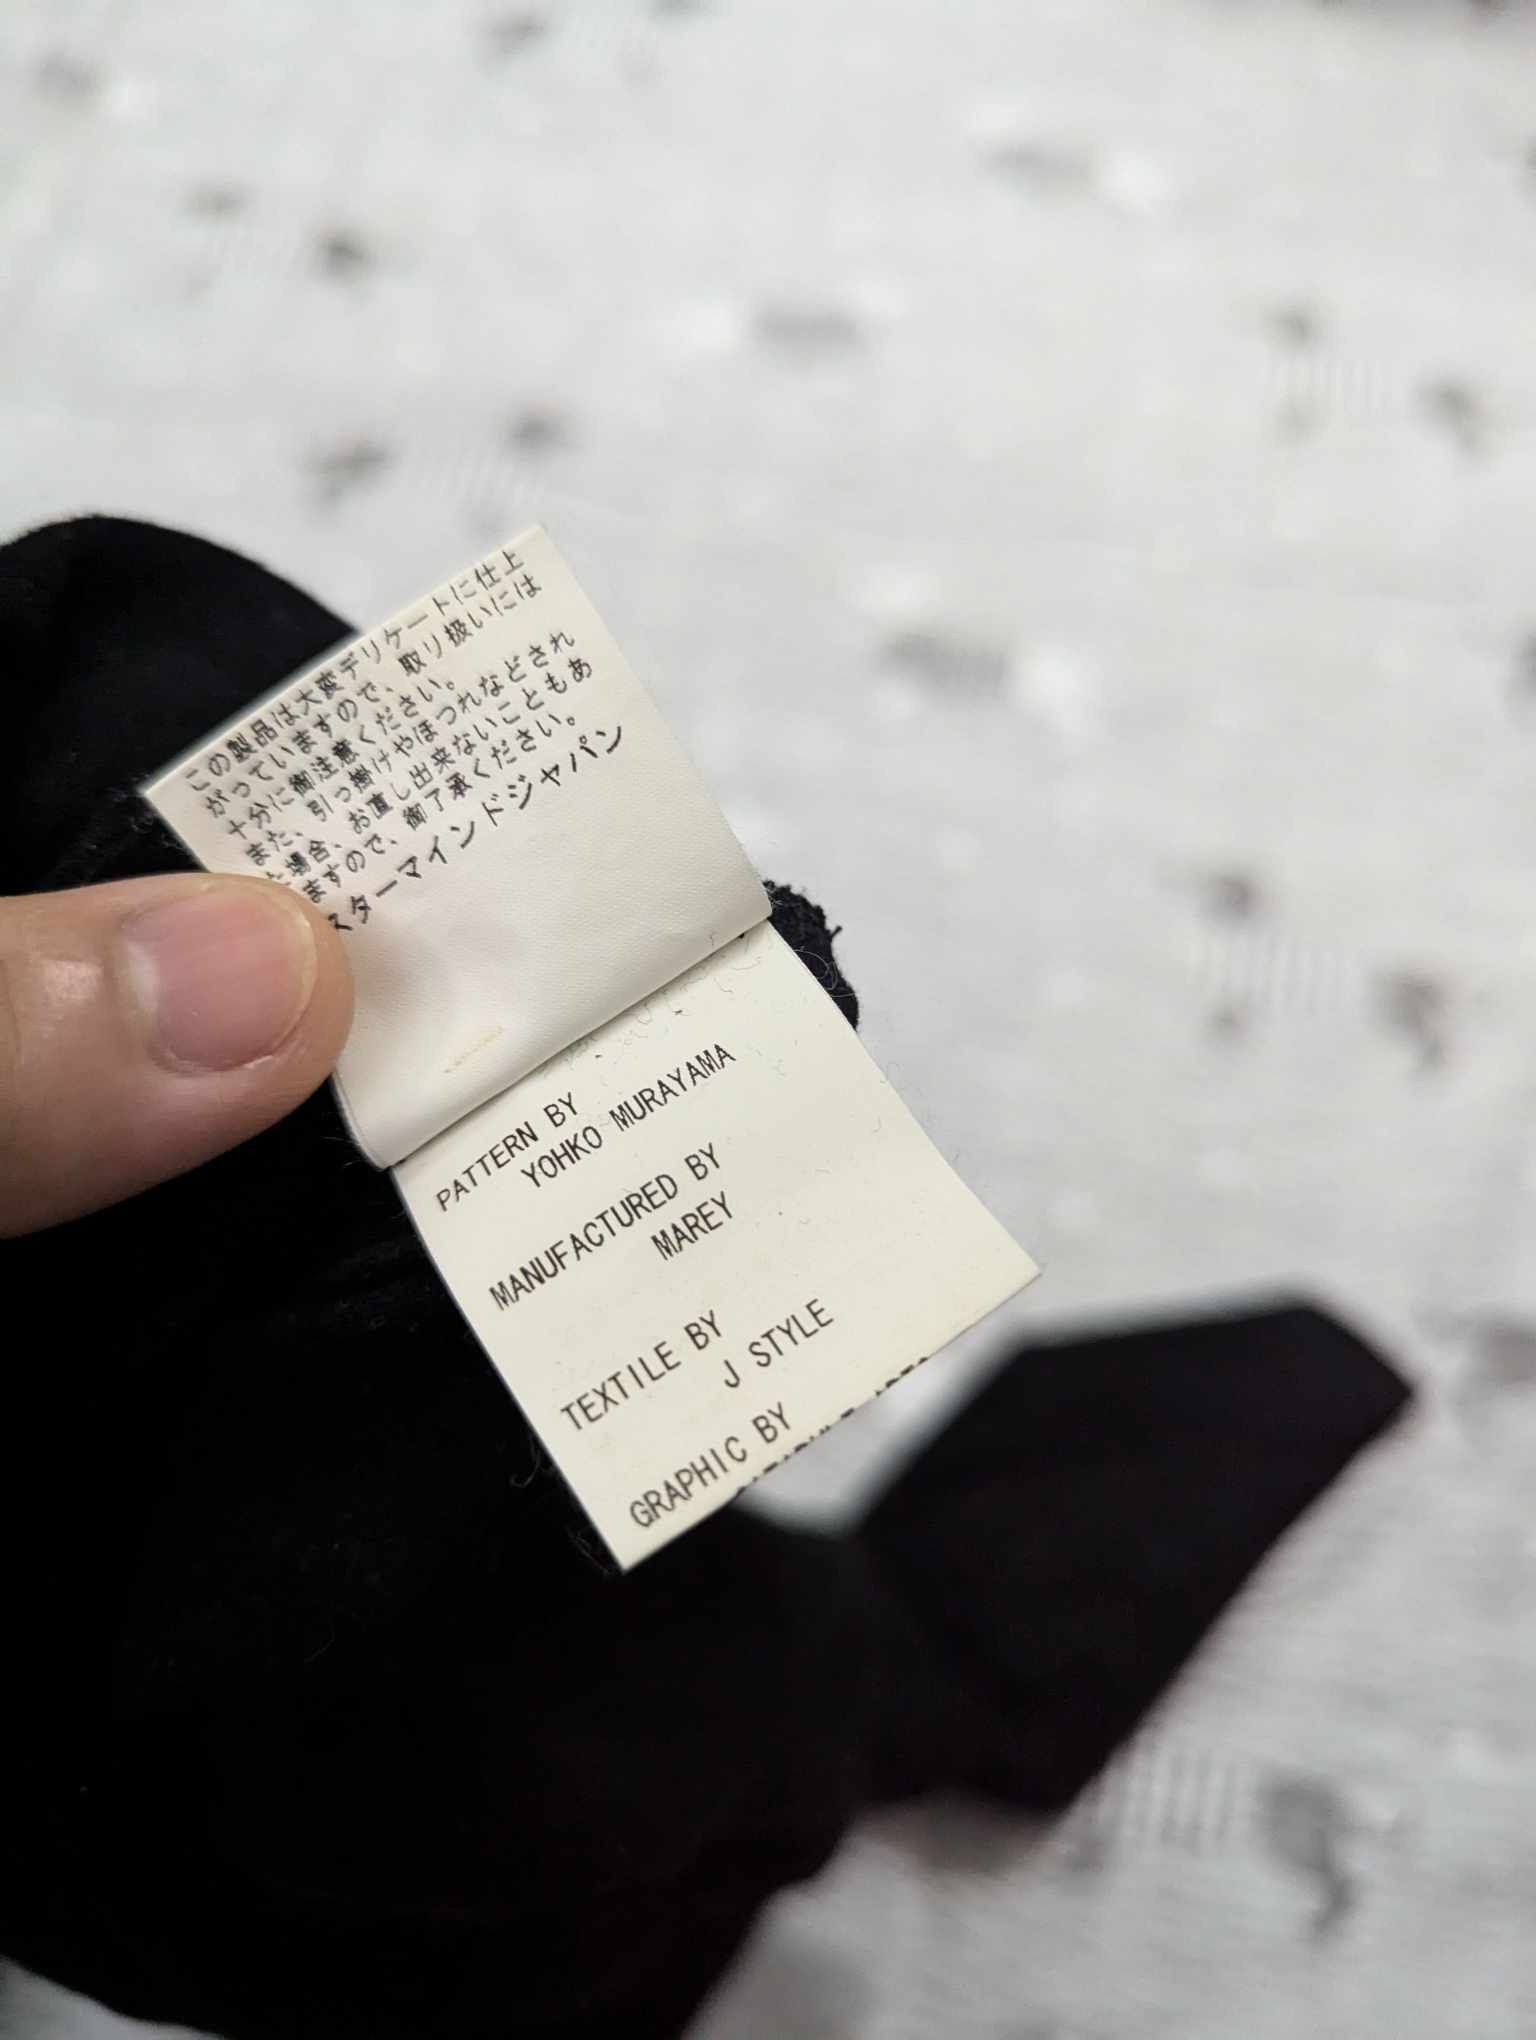 この製品は大変デリケートに仕上
がっていますので、取り扱いには
十分に御注意ください。
また、引っ掛けやほつれなどされ
場合、お直し出来ないこともあ
ますので、御了承ください。
スターマインドジャパン
PATTERN BY
YOHKO MURAYAMA
MANUFACTURED BY
MAREY
TEXTILE BY
J STYLE
GRAPHIC BY